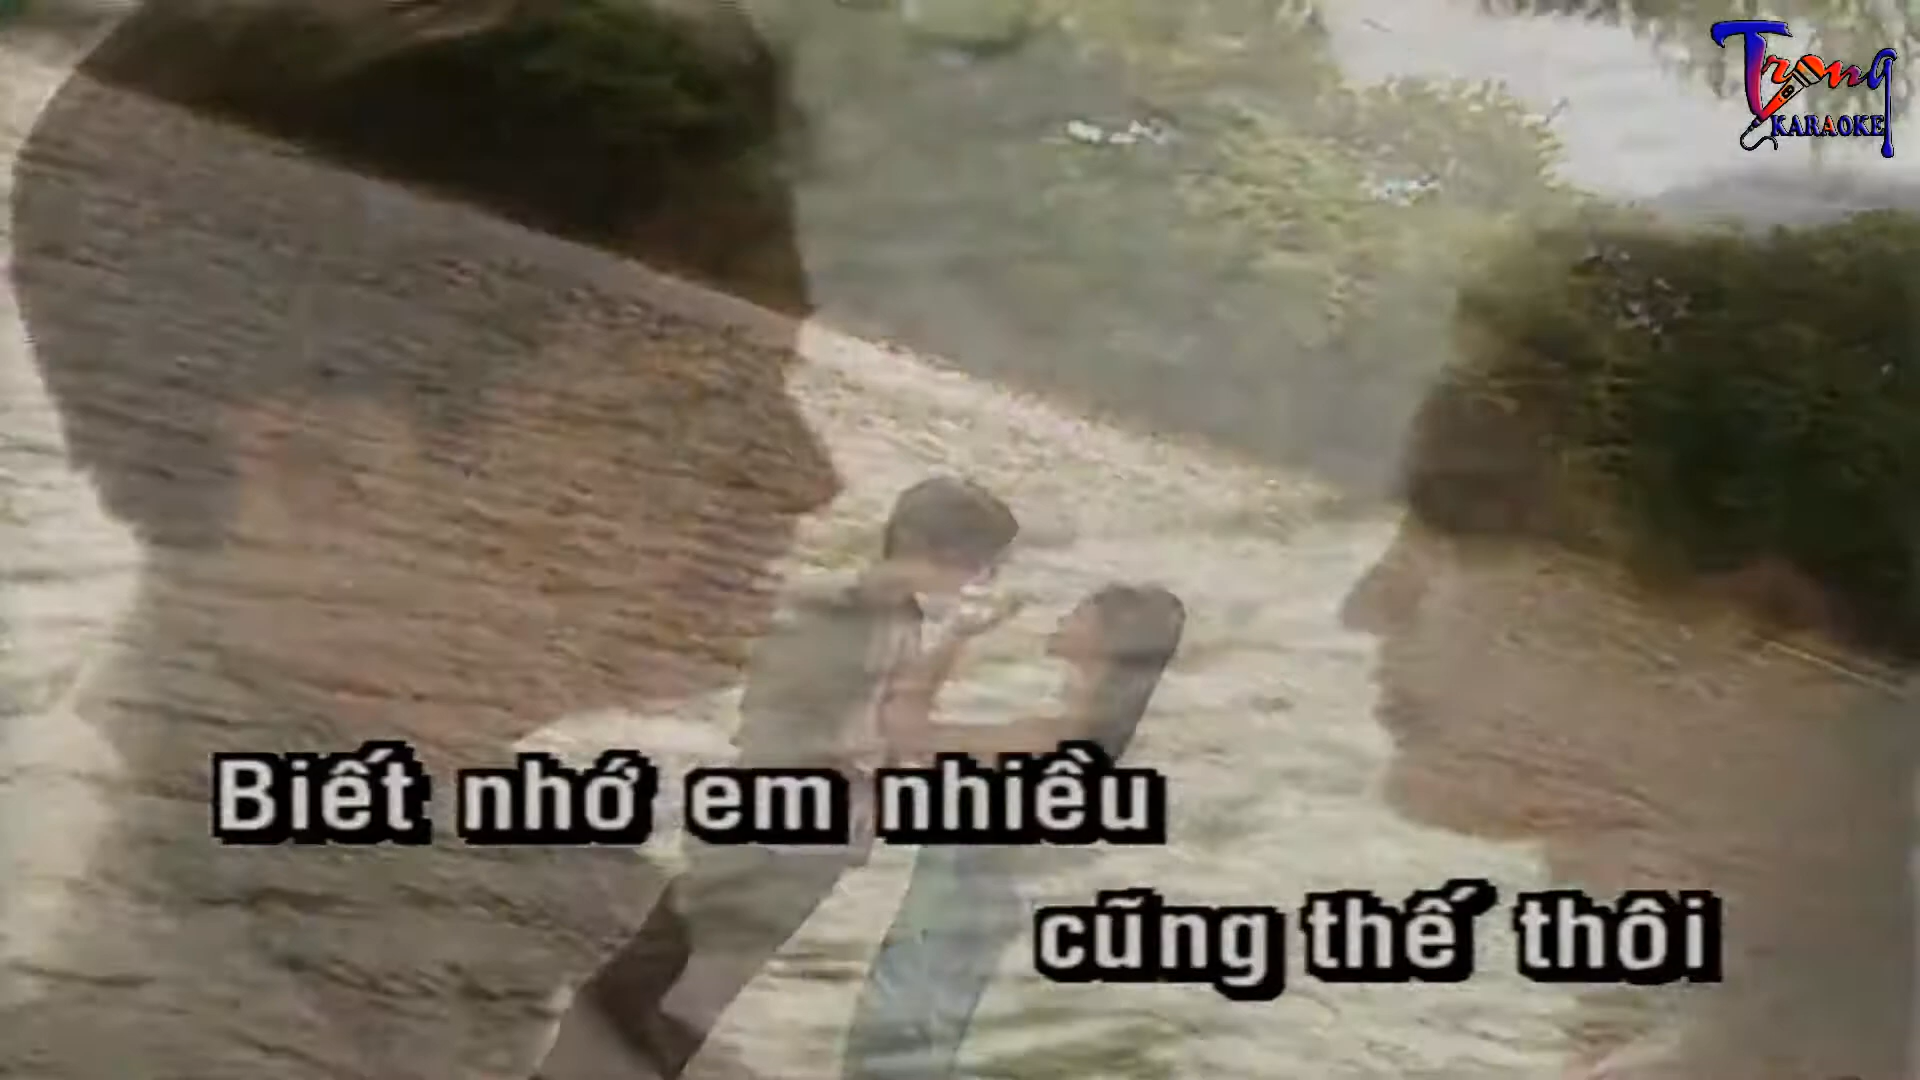 Trọng
KARAOKE
Biết nhớ em nhiều
cũng thế thôi